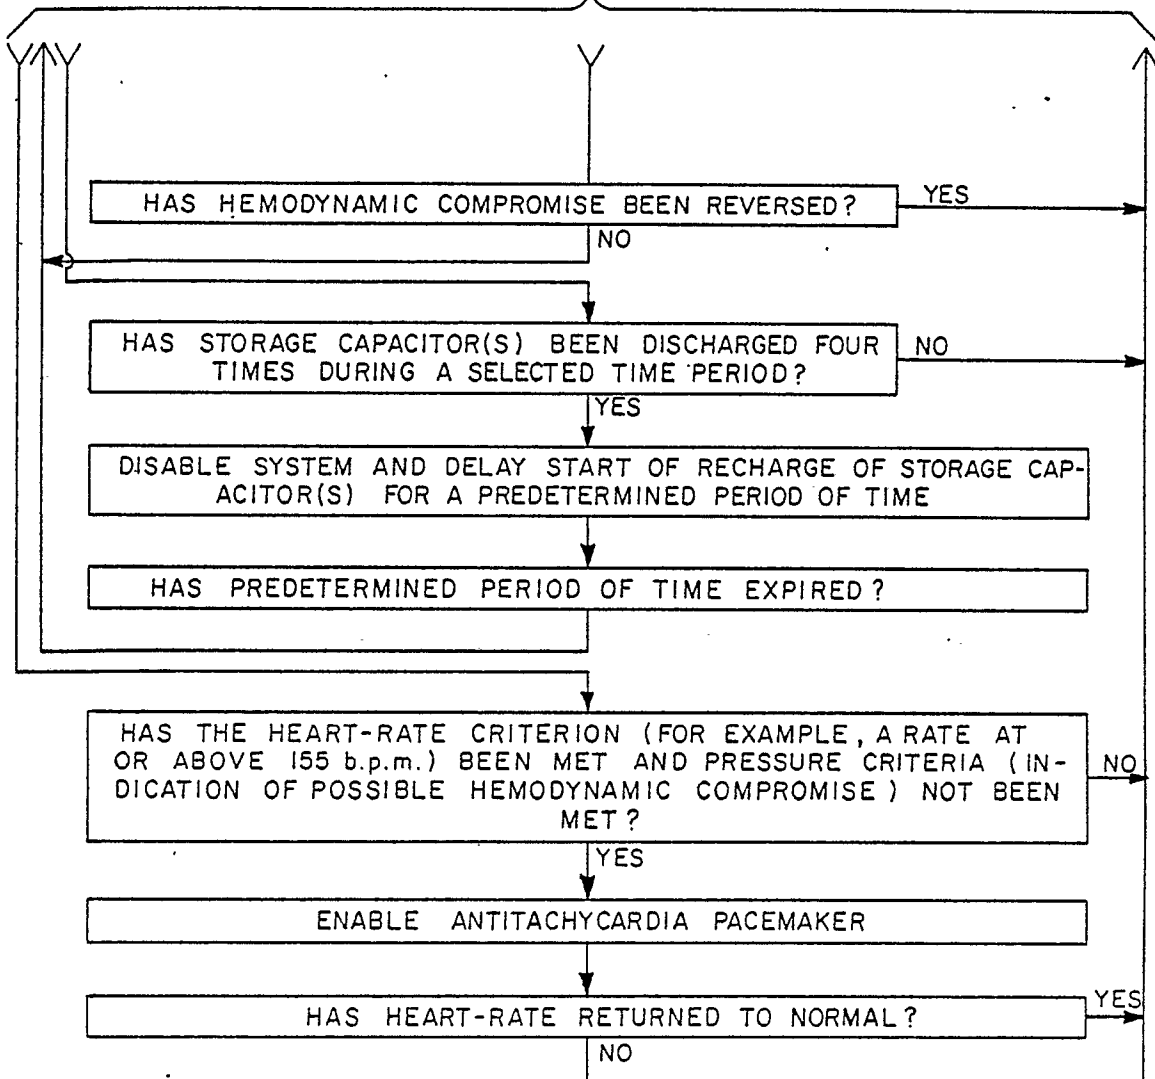 HAS HEMODYNAMIC COMPROMISE BEEN REVERSED?
YES
NO
HAS STORAGE CAPACITOR(S) BEEN DISCHARGED FOUR
TIMES DURING A SELECTED TIME PERIOD?
NO
YES
DISABLE SYSTEM AND DELAY START OF RECHARGE OF STORAGE CAP-
ACITOR(S) FOR A PREDETERMINED PERIOD OF TIME
HAS PREDETERMINED PERIOD OF TIME EXPIRED?
HAS THE HEART-RATE CRITERION (FOR EXAMPLE, A RATE AT
OR ABOVE 155 b.p.m.) BEEN MET AND PRESSURE CRITERIA (IN-
DICATION OF POSSIBLE HEMODYNAMIC COMPROMISE) NOT BEEN
MET?
NO
YES
ENABLE ANTITACHYCARDIA PACEMAKER
HAS HEART-RATE RETURNED TO NORMAL?
YES
NO